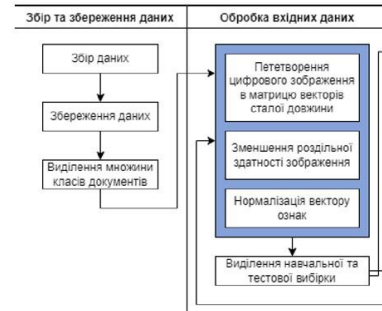 Збір та збереження даних
Обробка вхідних даних
Збір даних
Збереження даних
Виділення множини
класів документів
Пететворення
цифрового зображення
в матрицю векторів
сталої довжини
Зменшення роздільної
здатності зображення
Нормалізація вектору
ознак
Виділення навчальної та
тестової вибірки